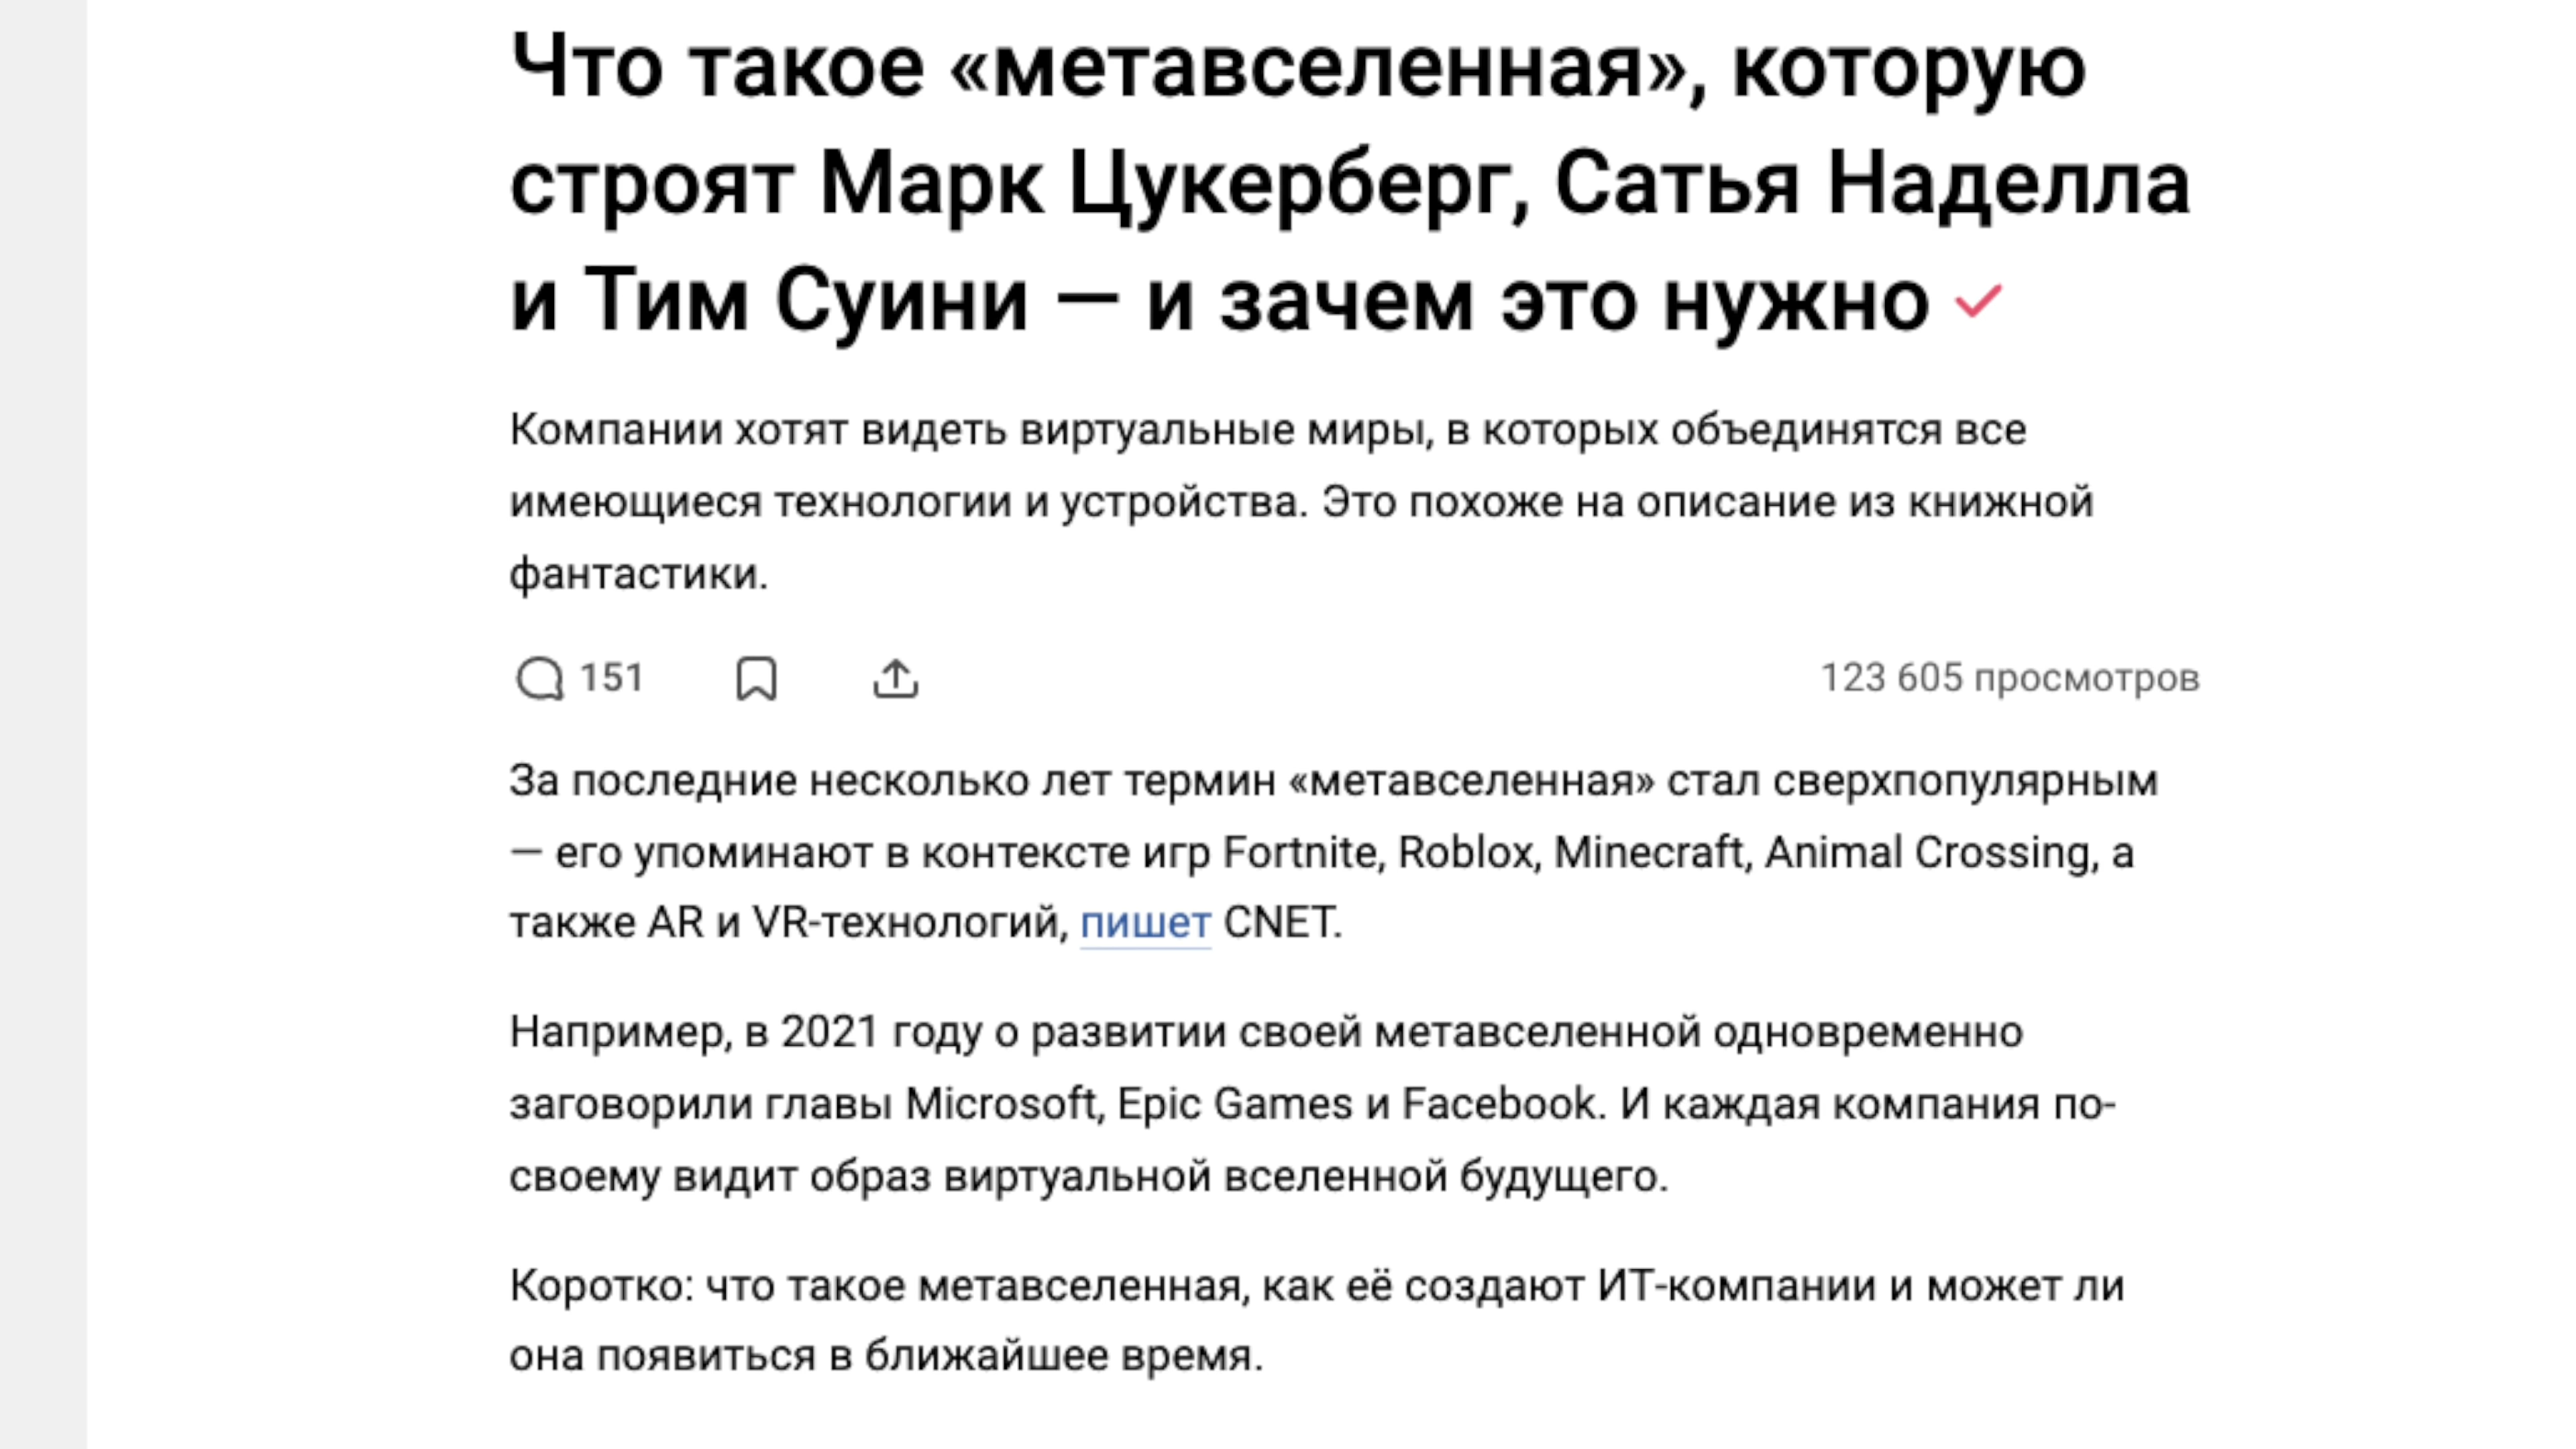 Что такое «метавселенная», которую
строят Марк Цукерберг, Сатья Наделла
и Тим Суини — и зачем это нужно
Компании хотят видеть виртуальные миры, в которых объединятся все
имеющиеся технологии и устройства. Это похоже на описание из книжной
фантастики.
151
123 605 просмотров
За последние несколько лет термин «метавселенная» стал сверхпопулярным
— его упоминают в контексте игр Fortnite, Roblox, Minecraft, Animal Crossing, а
также AR и VR-технологий, пишет CNET.
Например, в 2021 году о развитии своей метавселенной одновременно
заговорили главы Microsoft, Epic Games и Facebook. И каждая компания по-
своему видит образ виртуальной вселенной будущего.
Коротко: что такое метавселенная, как её создают ИТ-компании и может ли
она появиться в ближайшее время.